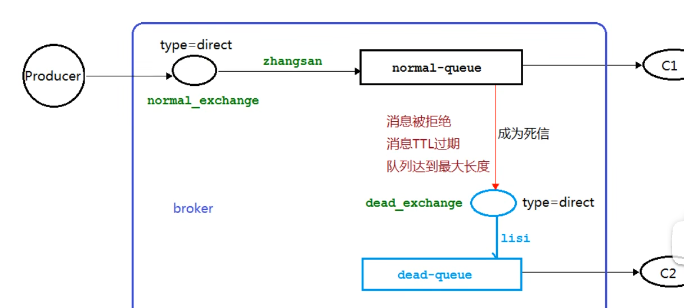 type=direct
zhangsan
Producer
normal-queue
C1
normal_exchange
消息被拒绝
消息TTL过期
成为死信
队列达到最大长度
dead_exchange
type=direct
broker
lisi
dead-queue
C2